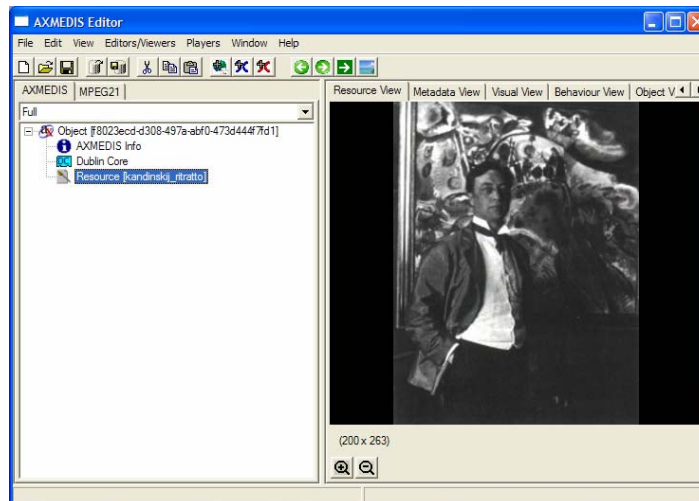 AXMEDIS Editor
File Edit View Editors/Viewers Players Window Help
AXMEDIS MPEG21
Full
Object [f8023ecd-d308-497a-abf0-473d444f7fd1]
AXMEDIS Info
DC Dublin Core
Resource [kandinskij_ritratto]
Resource View Metadata View Visual View Behaviour View Object V
(200 x 263)